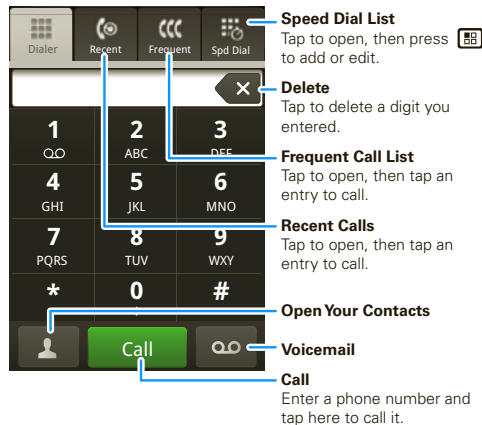 Dialer Recent Frequent Spd Dial
1 2 3
ABC DEF
4 5 6
GHI JKL MNO
7 8 9
PQRS TUV WXY
* 0 #
Call
Speed Dial List
Tap to open, then press
to add or edit.
Delete
Tap to delete a digit you
entered.
Frequent Call List
Tap to open, then tap an
entry to call.
Recent Calls
Tap to open, then tap an
entry to call.
Open Your Contacts
Voicemail
Call
Enter a phone number and
tap here to call it.